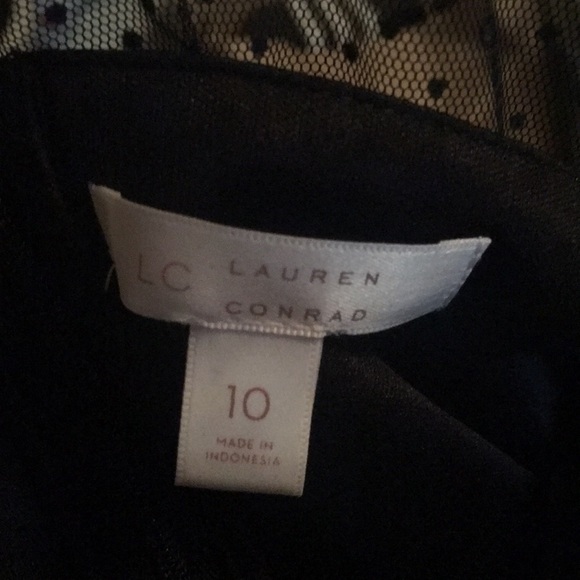 LC LAUREN
CONRAD
10
MADE IN
INDONESIA